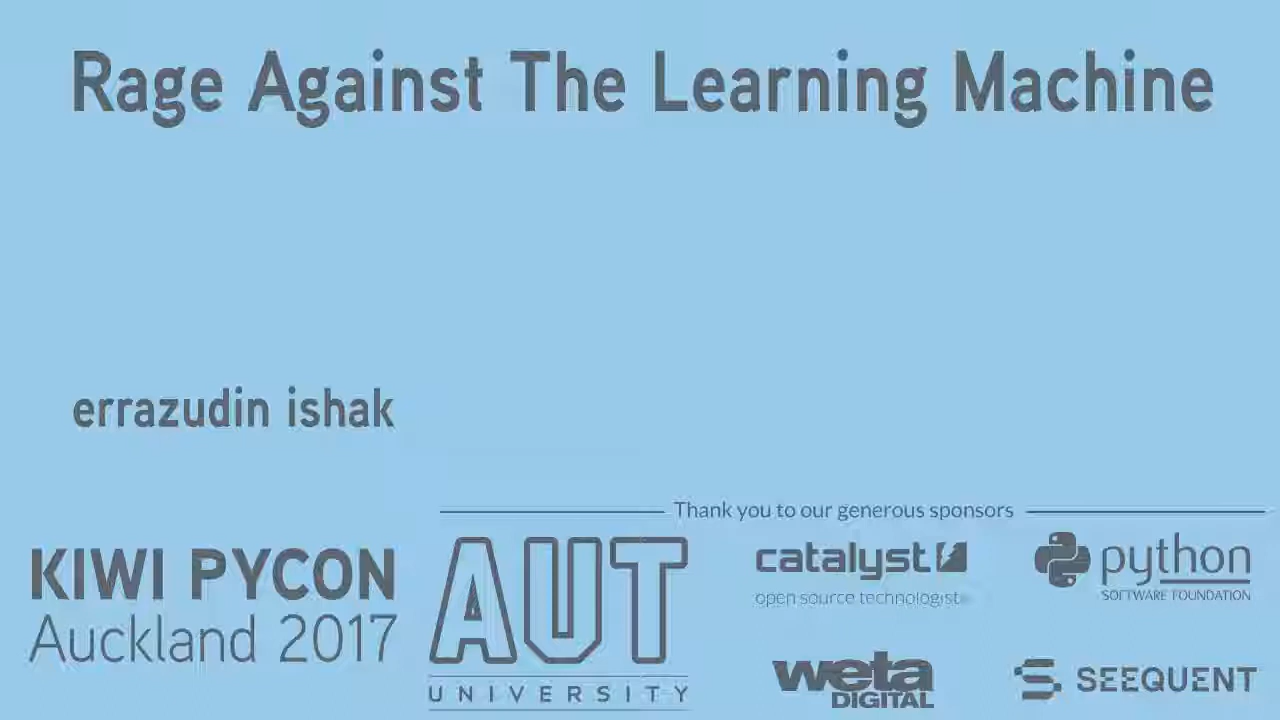 Rage Against The Learning Machine
errazudin ishak
Thank you to our generous sponsors
KIWI PYCON
Auckland 2017
AUT
UNIVERSITY
catalyst
open source technologists
python
SOFTWARE FOUNDATION
weta
DIGITAL
SEEQUENT